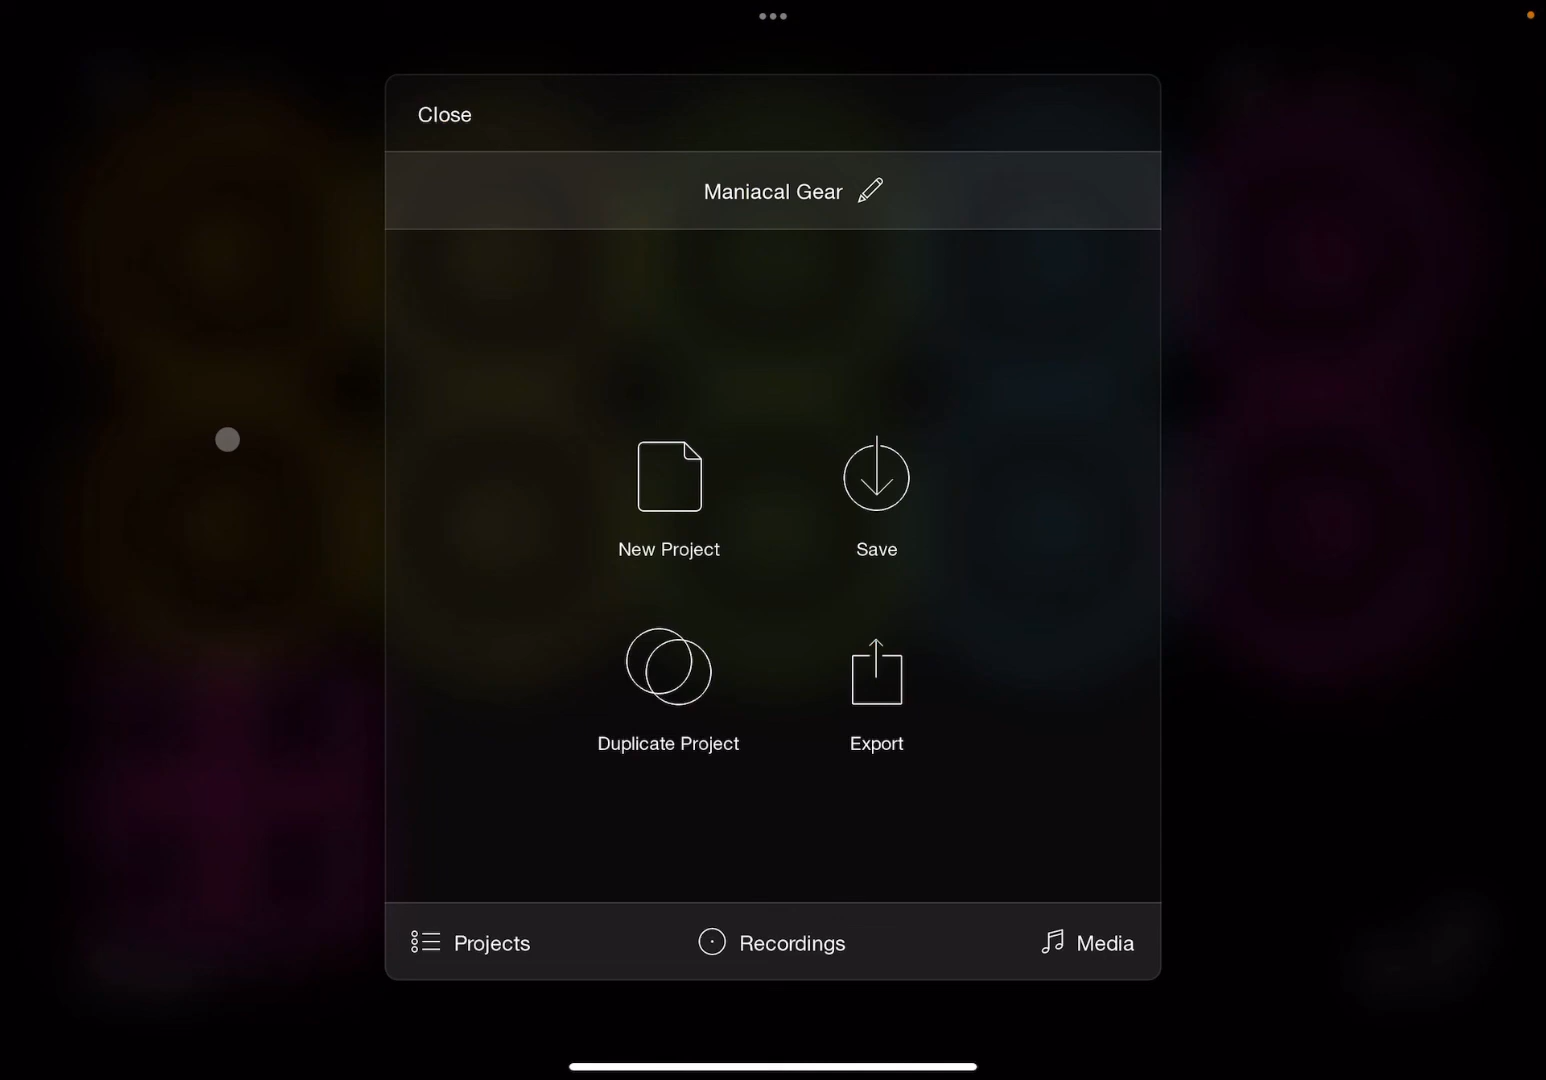 Close
Maniacal Gear
New Project
Save
Duplicate Project
Export
Projects
Recordings
Media